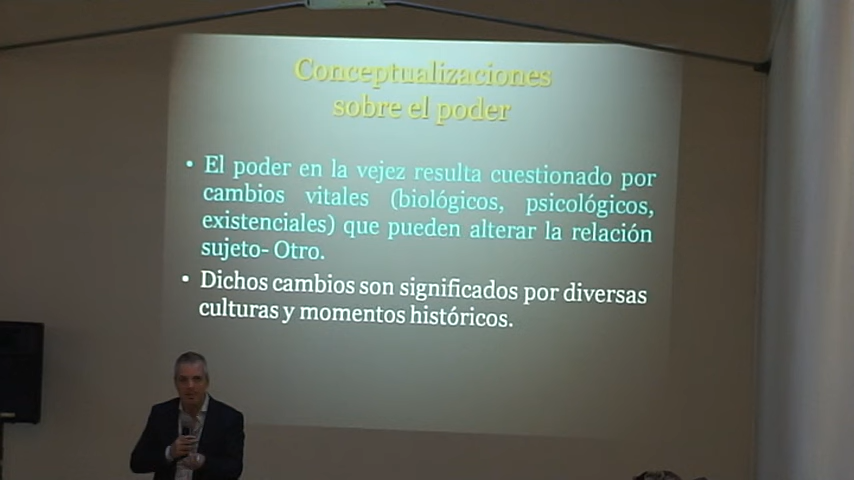 Conceptualizaciones
sobre el poder
• El poder en la vejez resulta cuestionado por
cambios vitales (biológicos, psicológicos,
existenciales) que pueden alterar la relación
sujeto- Otro.
• Dichos cambios son significados por diversas
culturas y momentos históricos.